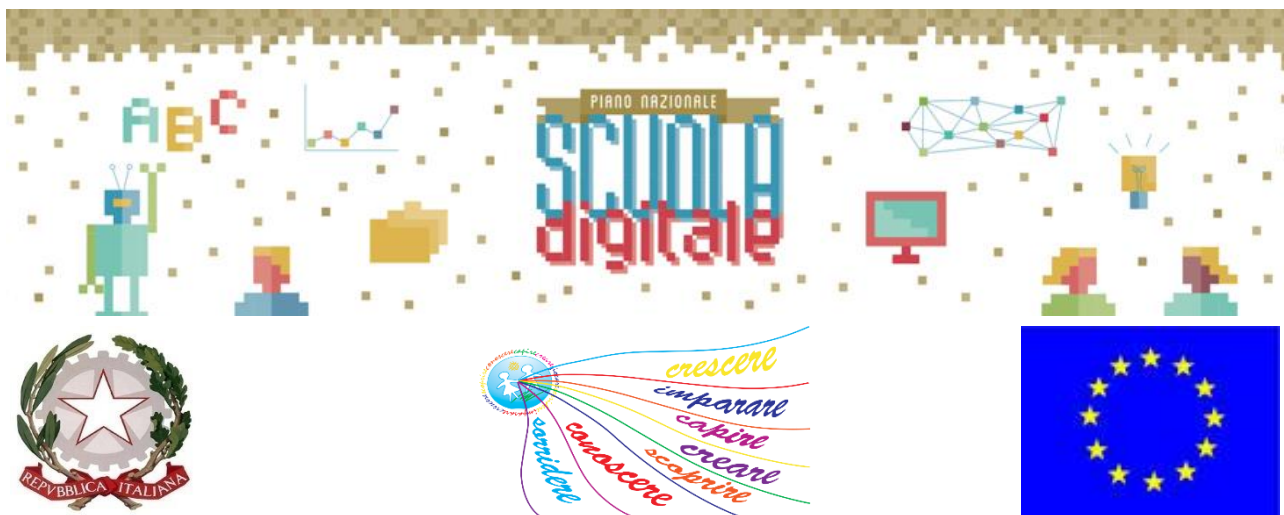 ABC
PIANO NAZIONALE
SCUOLA
digitale
REPVBBLICA ITALIANA
crescere
imparare
capire
creare
scoprire
conoscere
sorridere